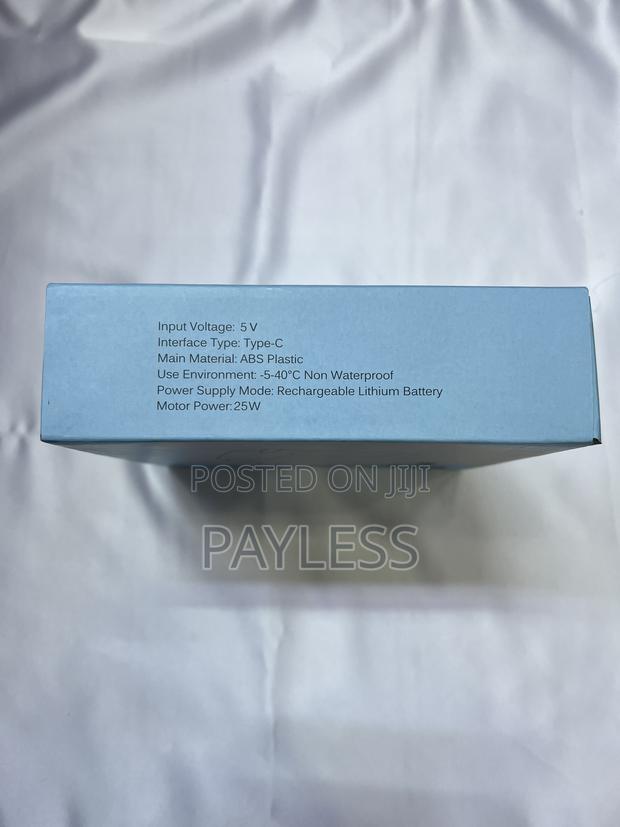 Input Voltage: 5 V
Interface Type: Type-C
Main Material: ABS Plastic
Use Environment: -5-40°C Non Waterproof
Power Supply Mode: Rechargeable Lithium Battery
Motor Power:25W
POSTED ON JIJI
PAYLESS